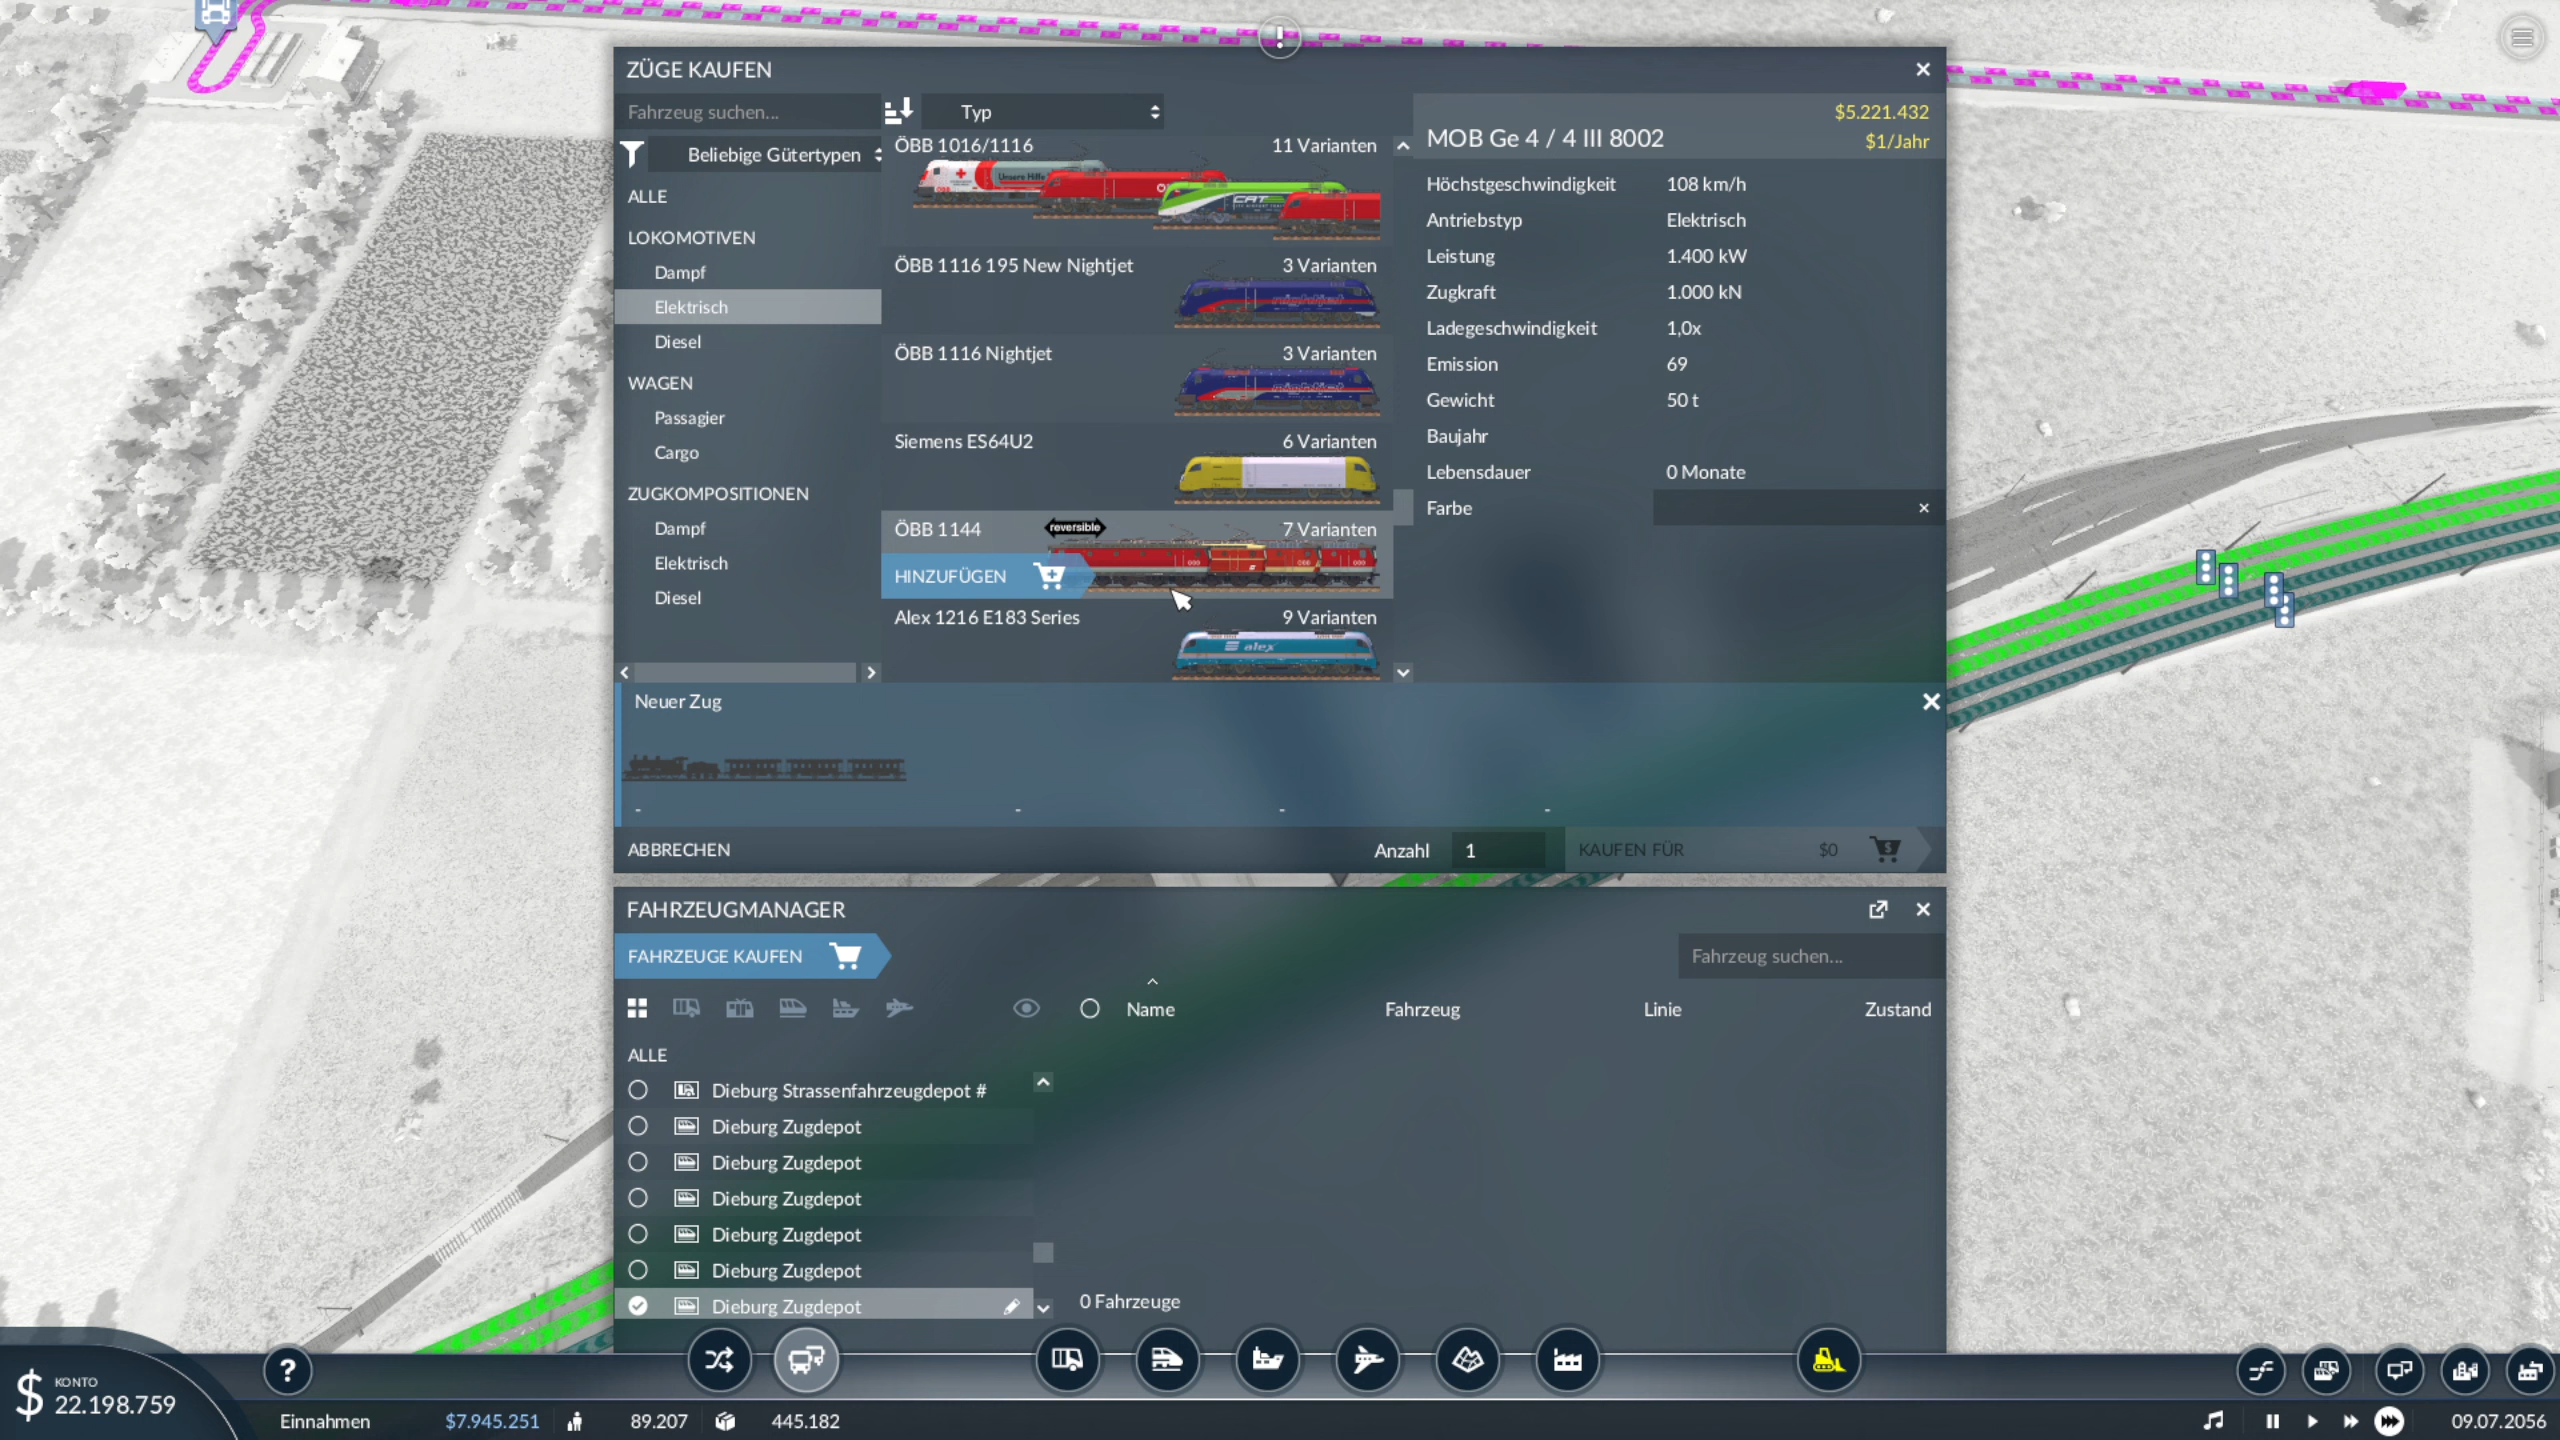 ZÜGE KAUFEN
Fahrzeug suchen...
Typ
Beliebige Gütertypen
ALLE
LOKOMOTIVEN
Dampf
Elektrisch
Diesel
WAGEN
Passagier
Cargo
ZUGKOMPOSITIONEN
Dampf
Elektrisch
Diesel
ÖBB 1016/1116
11 Varianten
Unsere Hilfe
CAT
ÖBB 1116 195 New Nightjet
3 Varianten
nightjet
ÖBB 1116 Nightjet
3 Varianten
nightjet
Siemens ES64U2
6 Varianten
ÖBB 1144
reversible
7 Varianten
HINZUFÜGEN
Alex 1216 E183 Series
9 Varianten
alex
$5.221.432
MOB Ge 4 / 4 III 8002
$1/Jahr
Höchstgeschwindigkeit 108 km/h
Antriebstyp Elektrisch
Leistung 1.400 kW
Zugkraft 1.000 kN
Ladegeschwindigkeit 1,0x
Emission 69
Gewicht 50 t
Baujahr
Lebensdauer 0 Monate
Farbe
Neuer Zug
- - - -
ABBRECHEN
Anzahl 1
KAUFEN FÜR $0
FAHRZEUGMANAGER
FAHRZEUGE KAUFEN
Fahrzeug suchen...
Name Fahrzeug Linie Zustand
ALLE
Dieburg Strassenfahrzeugdepot #
Dieburg Zugdepot
Dieburg Zugdepot
Dieburg Zugdepot
Dieburg Zugdepot
Dieburg Zugdepot
Dieburg Zugdepot
0 Fahrzeuge
KONTO
$ 22.198.759
?
Einnahmen $7.945.251 89.207 445.182
09.07.2056